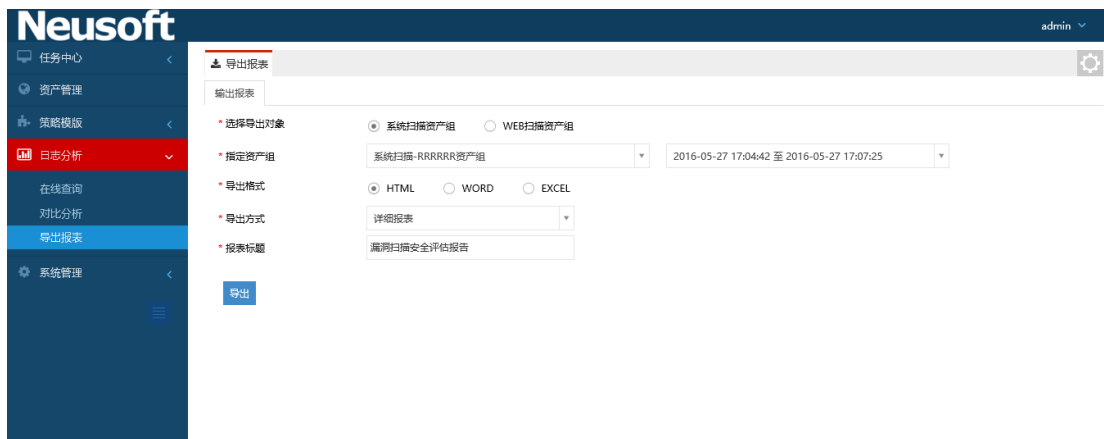 Neusoft
admin
任务中心
资产管理
策略模版
日志分析
在线查询
对比分析
导出报表
系统管理
导出报表
输出报表
* 选择导出对象 系统扫描资产组 WEB扫描资产组
* 指定资产组 系统扫描-RRRRRR资产组 2016-05-27 17:04:42 至 2016-05-27 17:07:25
* 导出格式 HTML WORD EXCEL
* 导出方式 详细报表
* 报表标题 漏洞扫描安全评估报告
导出